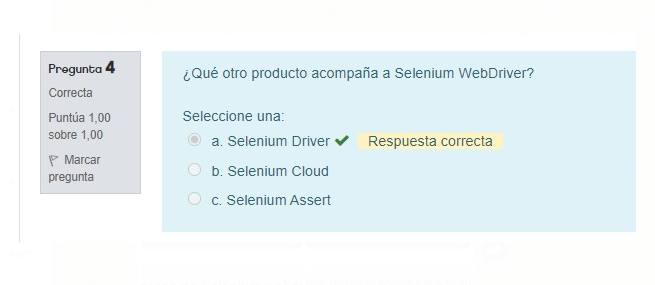 Pregunta 4
Correcta
Puntúa 1,00
sobre 1,00
Marcar
pregunta
¿Qué otro producto acompaña a Selenium WebDriver?
Seleccione una:
a. Selenium Driver Respuesta correcta
b. Selenium Cloud
c. Selenium Assert